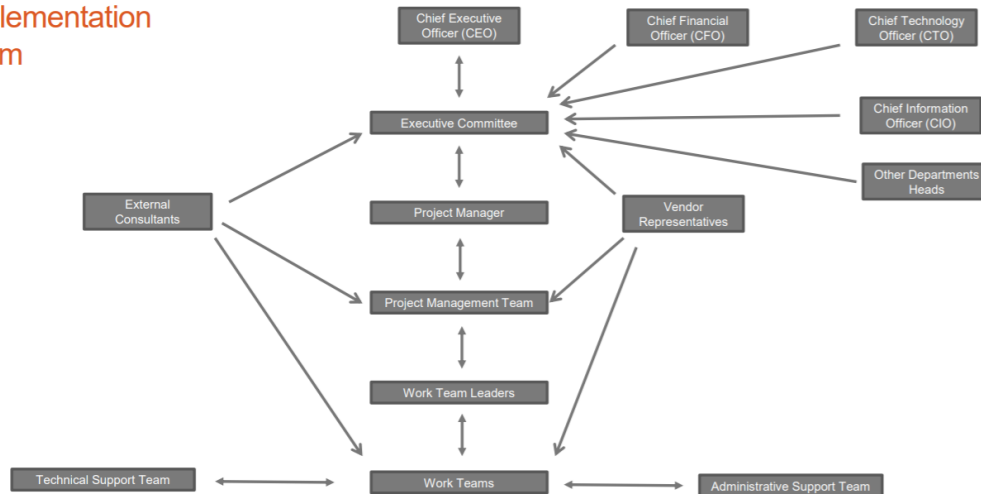 lementation
m
Chief Executive
Officer (CEO)
Chief Financial
Officer (CFO)
Chief Technology
Officer (CTO)
Executive Committee
Chief Information
Officer (CIO)
Other Departments
Heads
External
Consultants
Project Manager
Vendor
Representatives
Project Management Team
Work Team Leaders
Technical Support Team
Work Teams
Administrative Support Team